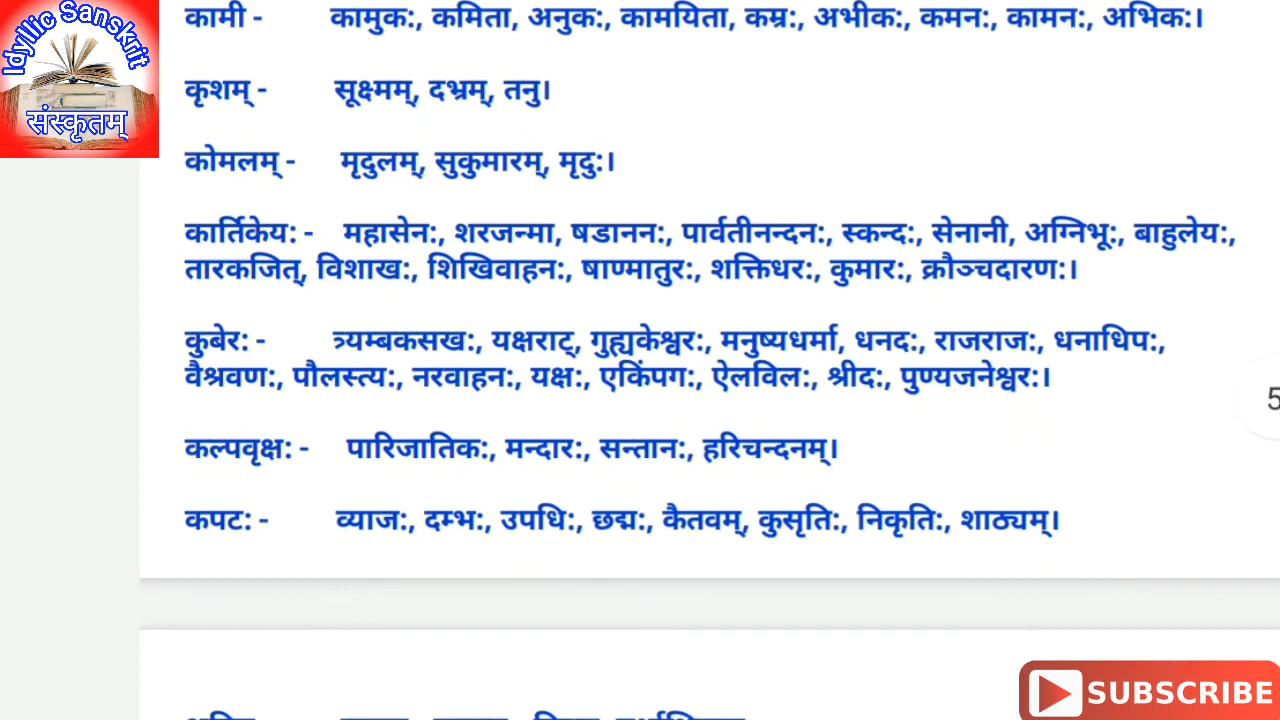 Idyllic Sanskrit
संस्कृतम्
कामी - कामुक:, कमिता, अनुक:, कामयिता, कम्र:, अभीक:, कमन:, कामन:, अभिक:।
कृशम् - सूक्ष्मम्, दभ्रम्, तनु।
कोमलम् - मृदुलम्, सुकुमारम्, मृदु:।
कार्तिकेय: - महासेन:, शरजन्मा, षडानन:, पार्वतीनन्दन:, स्कन्द:, सेनानी, अग्निभू:, बाहुलेय:,
तारकजित्, विशाख:, शिखिवाहन:, षाण्मातुर:, शक्तिधर:, कुमार:, क्रौञ्चदारण:।
कुबेर: - त्र्यम्बकसख:, यक्षराट्, गुह्यकेश्वर:, मनुष्यधर्मा, धनद:, राजराज:, धनाधिप:,
वैश्रवण:, पौलस्त्य:, नरवाहन:, यक्ष:, एकिंपग:, ऐलविल:, श्रीद:, पुण्यजनेश्वर:।
5
कल्पवृक्ष: - पारिजातिक:, मन्दार:, सन्तान:, हरिचन्दनम्।
कपट: - व्याज:, दम्भ:, उपधि:, छद्म:, कैतवम्, कुसृति:, निकृति:, शाठ्यम्।
SUBSCRIBE